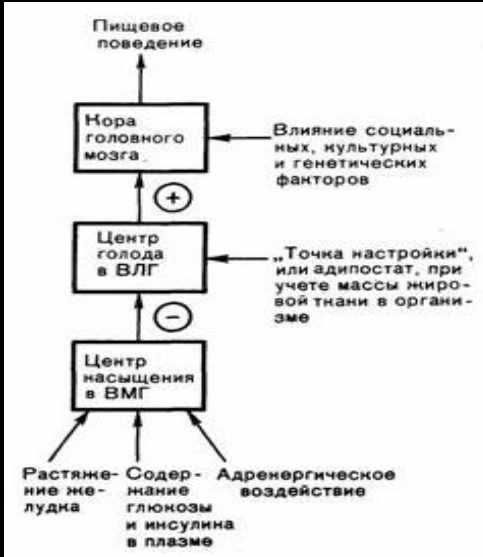 Пищевое
поведение
Кора
головного
мозга
Влияние социаль-
ных, культурных
и генетических
факторов
+
Центр
голода
в ВЛГ
„Точка настройки",
или адипостат, при
учете массы жиро-
вой ткани в органи-
зме
−
Центр
насыщения
в ВМГ
Растяже-
ние же-
лудка
Содер-
жание
глюкозы
и инсулина
в плазме
Адренергическое
воздействие